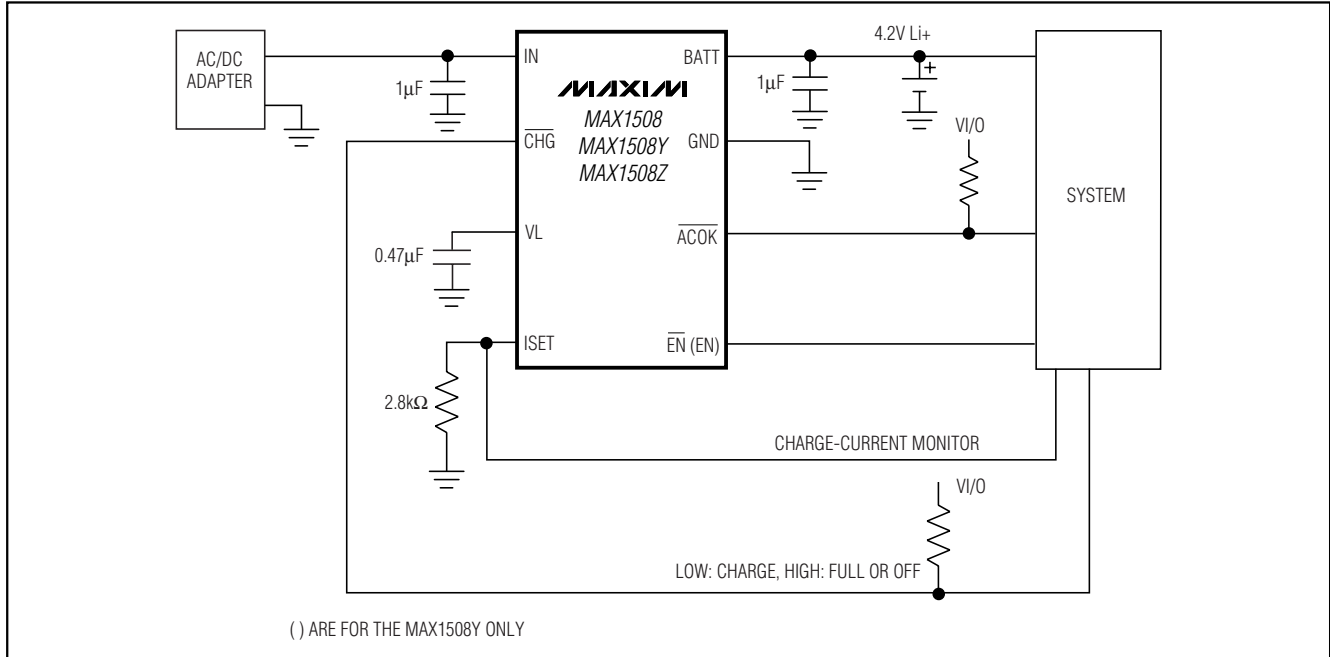 4.2V Li+
AC/DC
ADAPTER
IN
BATT
1μF
1μF
+
MAXIM
MAX1508
MAX1508Y
MAX1508Z
CHG
GND
VI/O
SYSTEM
VL
ACOK
0.47μF
ISET
EN (EN)
2.8kΩ
CHARGE-CURRENT MONITOR
VI/O
LOW: CHARGE, HIGH: FULL OR OFF
( ) ARE FOR THE MAX1508Y ONLY